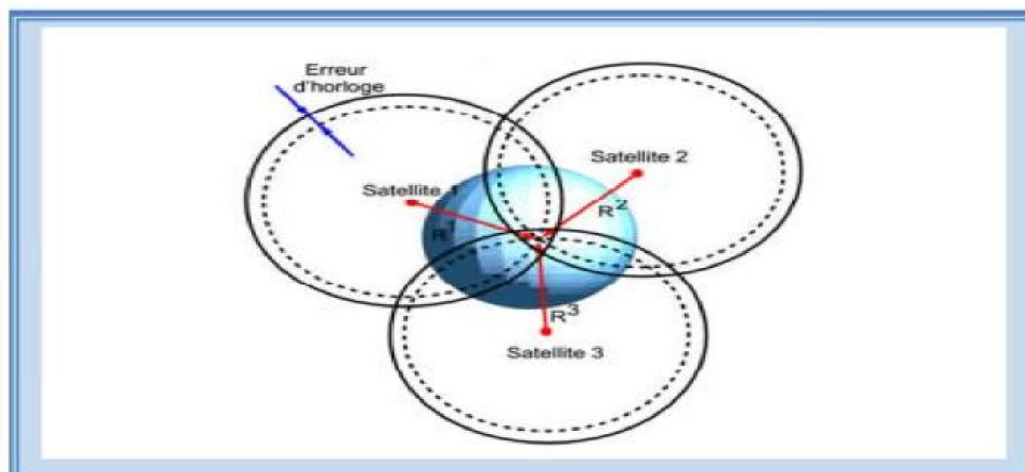 Erreur
d'horloge
Satellite 2
Satellite 1
R²
R¹
R³
Satellite 3